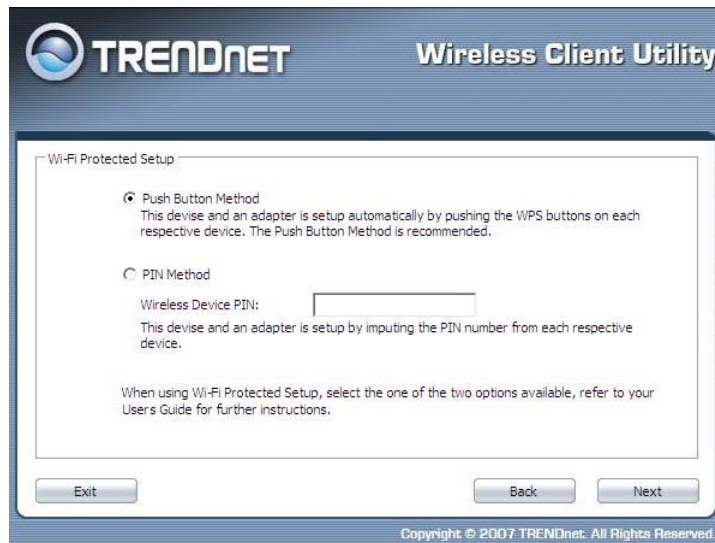 TRENDNET
Wireless Client Utility
Wi-Fi Protected Setup
Push Button Method
This devise and an adapter is setup automatically by pushing the WPS buttons on each
respective device. The Push Button Method is recommended.
PIN Method
Wireless Device PIN:
This devise and an adapter is setup by imputing the PIN number from each respective
device.
When using Wi-Fi Protected Setup, select the one of the two options available, refer to your
Users Guide for further instructions.
Exit
Back
Next
Copyright © 2007 TRENDnet. All Rights Reserved